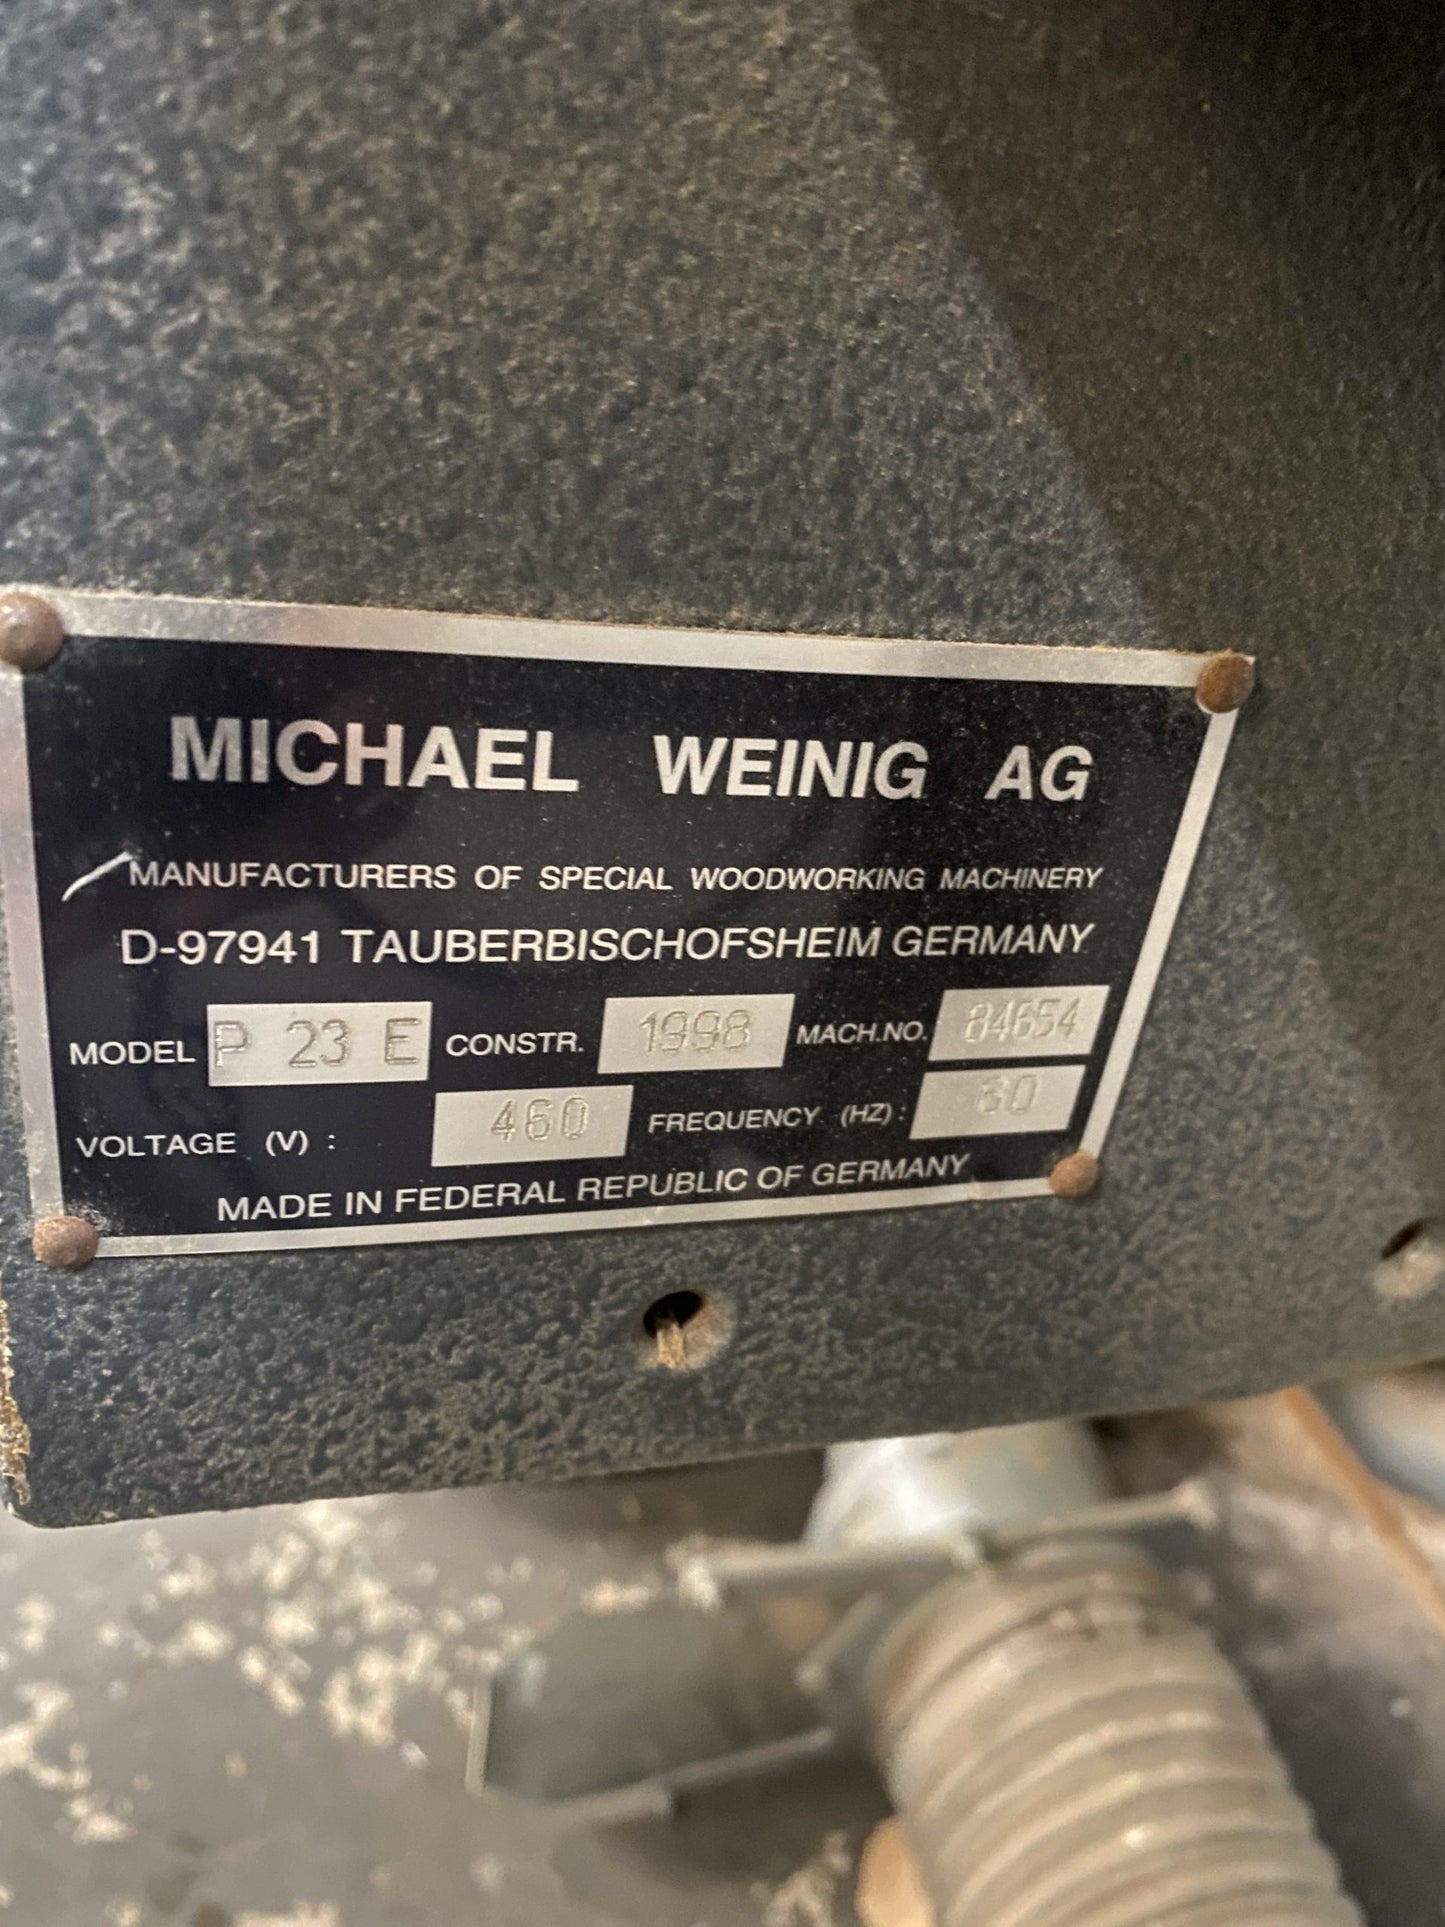 MICHAEL WEINIG AG
MANUFACTURERS OF SPECIAL WOODWORKING MACHINERY
D-97941 TAUBERBISCHOFSHEIM GERMANY
MODEL P 23 E CONSTR. 1998 MACH.NO. 84654
VOLTAGE (V) : 460 FREQUENCY (HZ) : 60
MADE IN FEDERAL REPUBLIC OF GERMANY